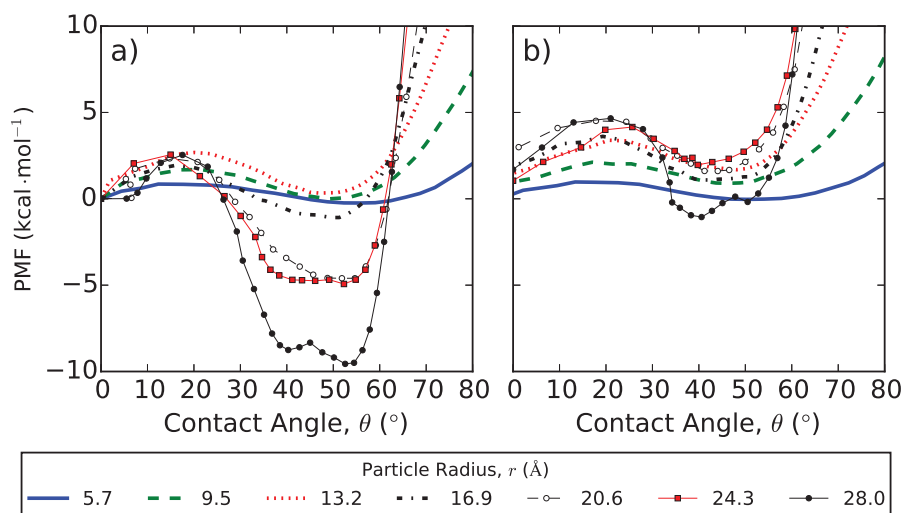 a)
b)
10
5
0
−5
−10
PMF (kcal ·mol⁻¹)
0 10 20 30 40 50 60 70 80 0 10 20 30 40 50 60 70 80
Contact Angle, θ (°) Contact Angle, θ (°)
Particle Radius, r (Å)
5.7 9.5 13.2 16.9 20.6 24.3 28.0